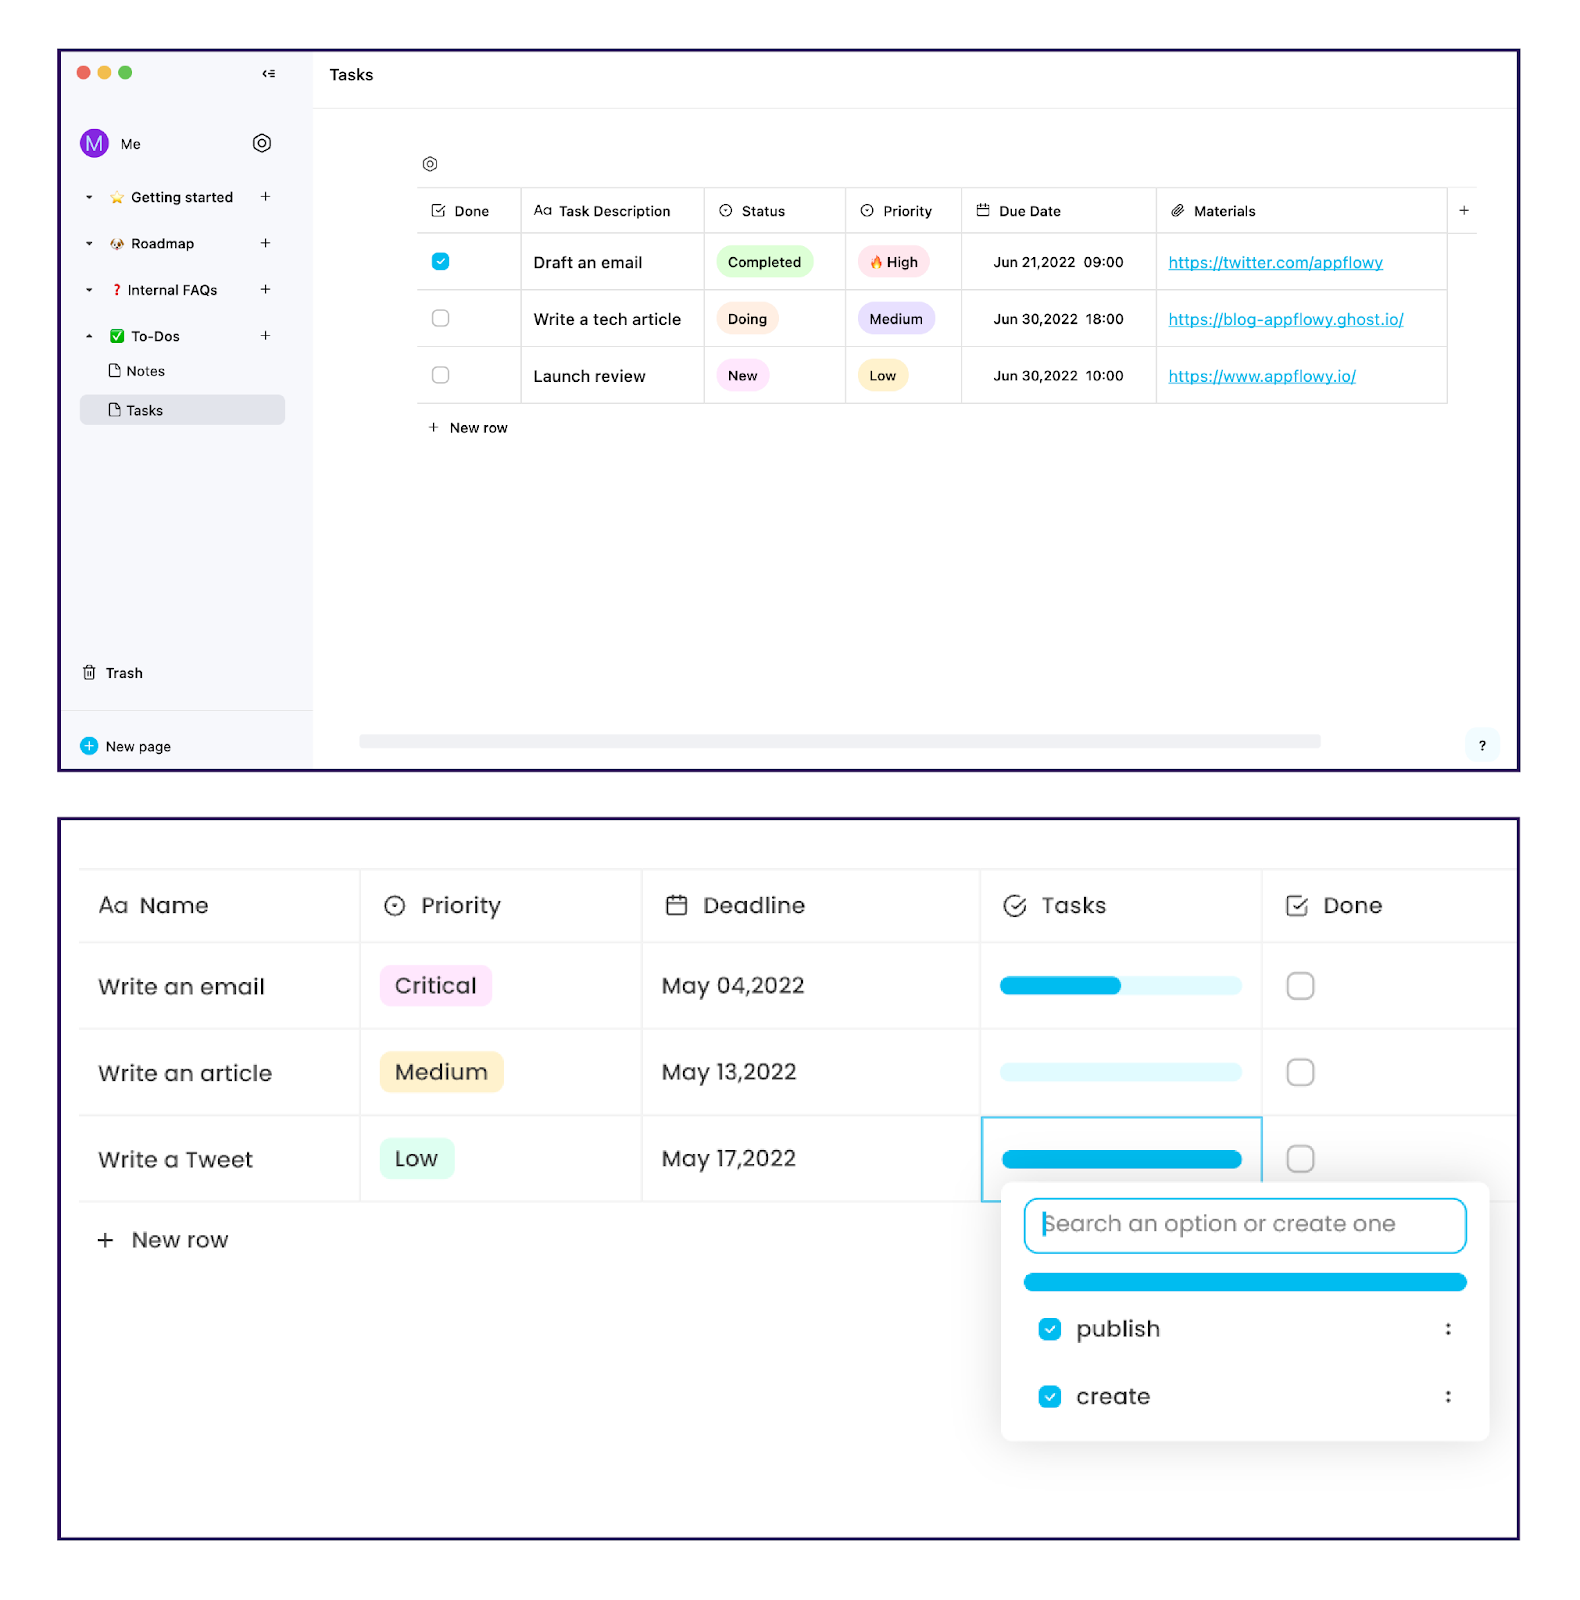 Tasks
M Me
⭐ Getting started +
🐶 Roadmap +
❓ Internal FAQs +
✅ To-Dos +
Notes
Tasks
Trash
+ New page
Done Aa Task Description Status Priority Due Date Materials +
Draft an email Completed 🔥 High Jun 21,2022 09:00 https://twitter.com/appflowy
Write a tech article Doing Medium Jun 30,2022 18:00 https://blog-appflowy.ghost.io/
Launch review New Low Jun 30,2022 10:00 https://www.appflowy.io/
+ New row
?
Aa Name Priority Deadline Tasks Done
Write an email Critical May 04,2022
Write an article Medium May 13,2022
Write a Tweet Low May 17,2022
+ New row
Search an option or create one
publish
create